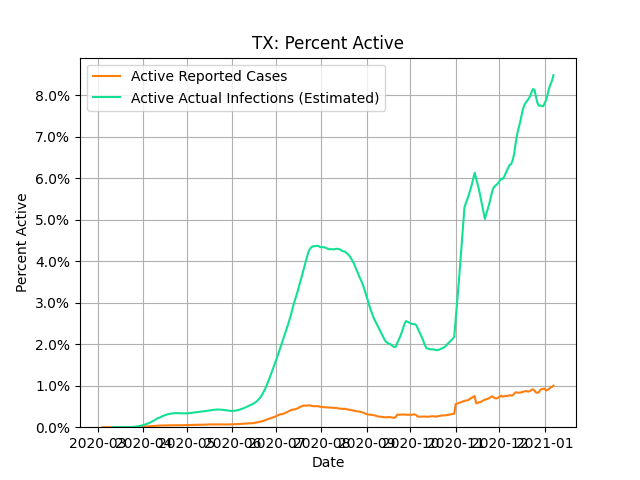 TX: Percent Active
Active Reported Cases
Active Actual Infections (Estimated)
8.0%
7.0%
6.0%
5.0%
4.0%
3.0%
2.0%
1.0%
0.0%
Percent Active
2020-03 2020-04 2020-05 2020-06 2020-07 2020-08 2020-09 2020-10 2020-11 2020-12 2021-01
Date